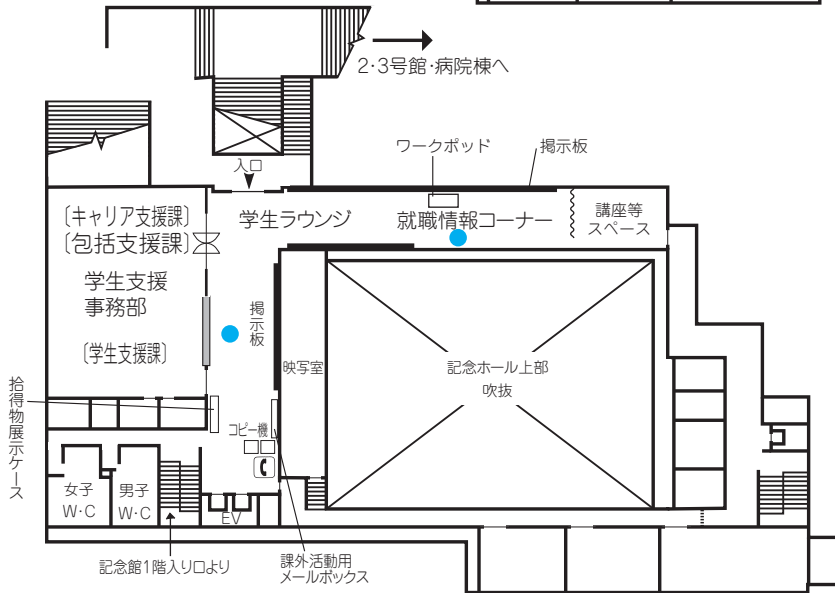 2・3号館・病院棟へ
入口
ワークポッド
掲示板
〔キャリア支援課〕
〔包括支援課〕
学生ラウンジ
就職情報コーナー
講座等
スペース
学生支援
事務部
〔学生支援課〕
掲示板
映写室
記念ホール上部
吹抜
拾得物展示ケース
コピー機
女子
W・C
男子
W・C
EV
記念館1階入り口より
課外活動用
メールボックス